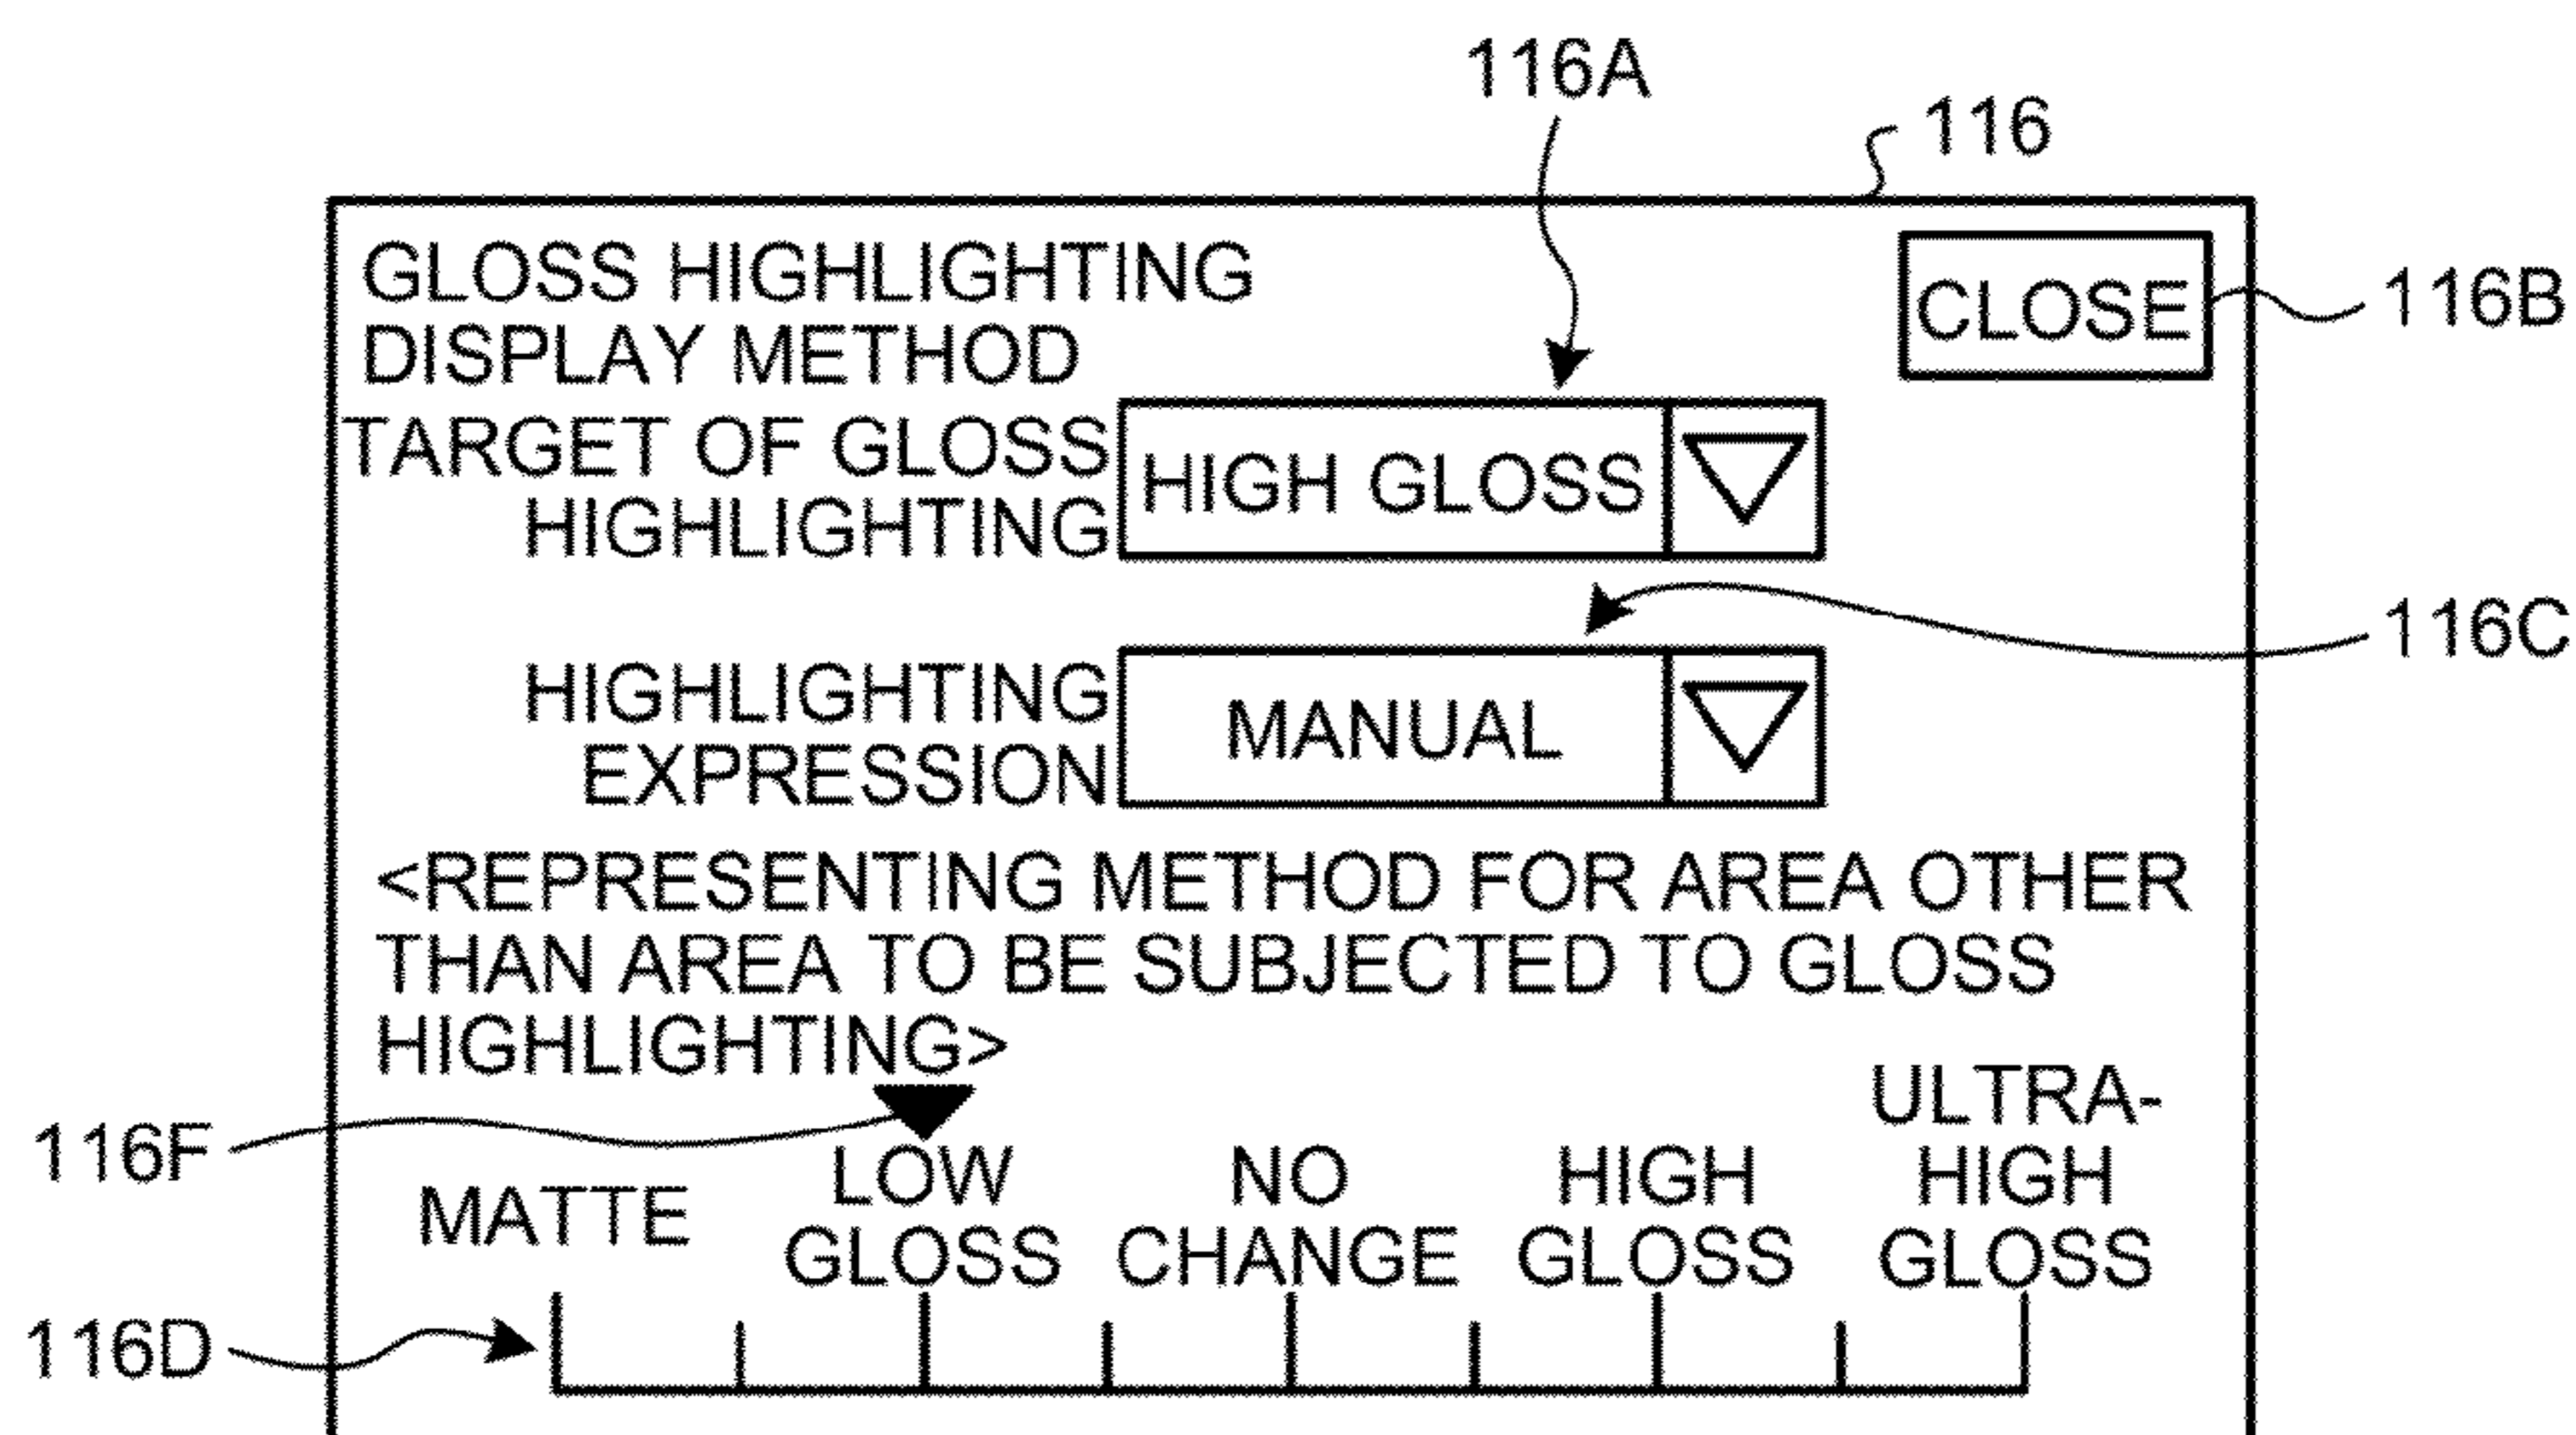 116A
116
GLOSS HIGHLIGHTING
DISPLAY METHOD
CLOSE
116B
TARGET OF GLOSS
HIGHLIGHTING
HIGH GLOSS
116C
HIGHLIGHTING
EXPRESSION
MANUAL
<REPRESENTING METHOD FOR AREA OTHER
THAN AREA TO BE SUBJECTED TO GLOSS
HIGHLIGHTING>
116F
MATTE
LOW
GLOSS
NO
CHANGE
HIGH
GLOSS
ULTRA-
HIGH
GLOSS
116D